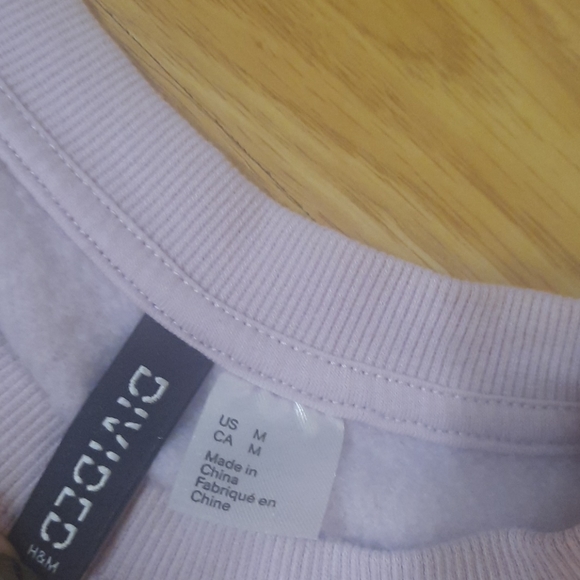 DIVIDED
H&M
US M
CA M
Made in
China
Fabriqué en
Chine